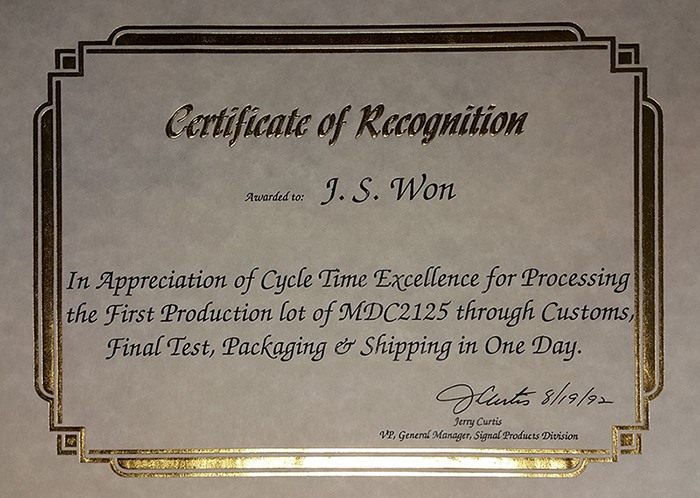 Certificate of Recognition
Awarded to: J. S. Won
In Appreciation of Cycle Time Excellence for Processing
the First Production lot of MDC2125 through Customs,
Final Test, Packaging & Shipping in One Day.
J Curtis 8/19/92
Jerry Curtis
VP, General Manager, Signal Products Division